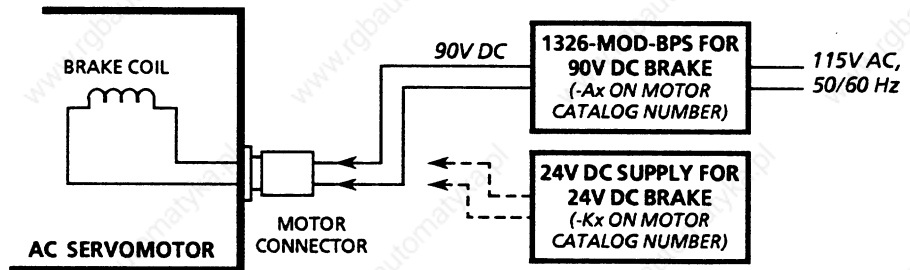 BRAKE COIL
AC SERVOMOTOR
MOTOR
CONNECTOR
90V DC
1326-MOD-BPS FOR
90V DC BRAKE
(-Ax ON MOTOR
CATALOG NUMBER)
115V AC,
50/60 Hz
24V DC SUPPLY FOR
24V DC BRAKE
(-Kx ON MOTOR
CATALOG NUMBER)